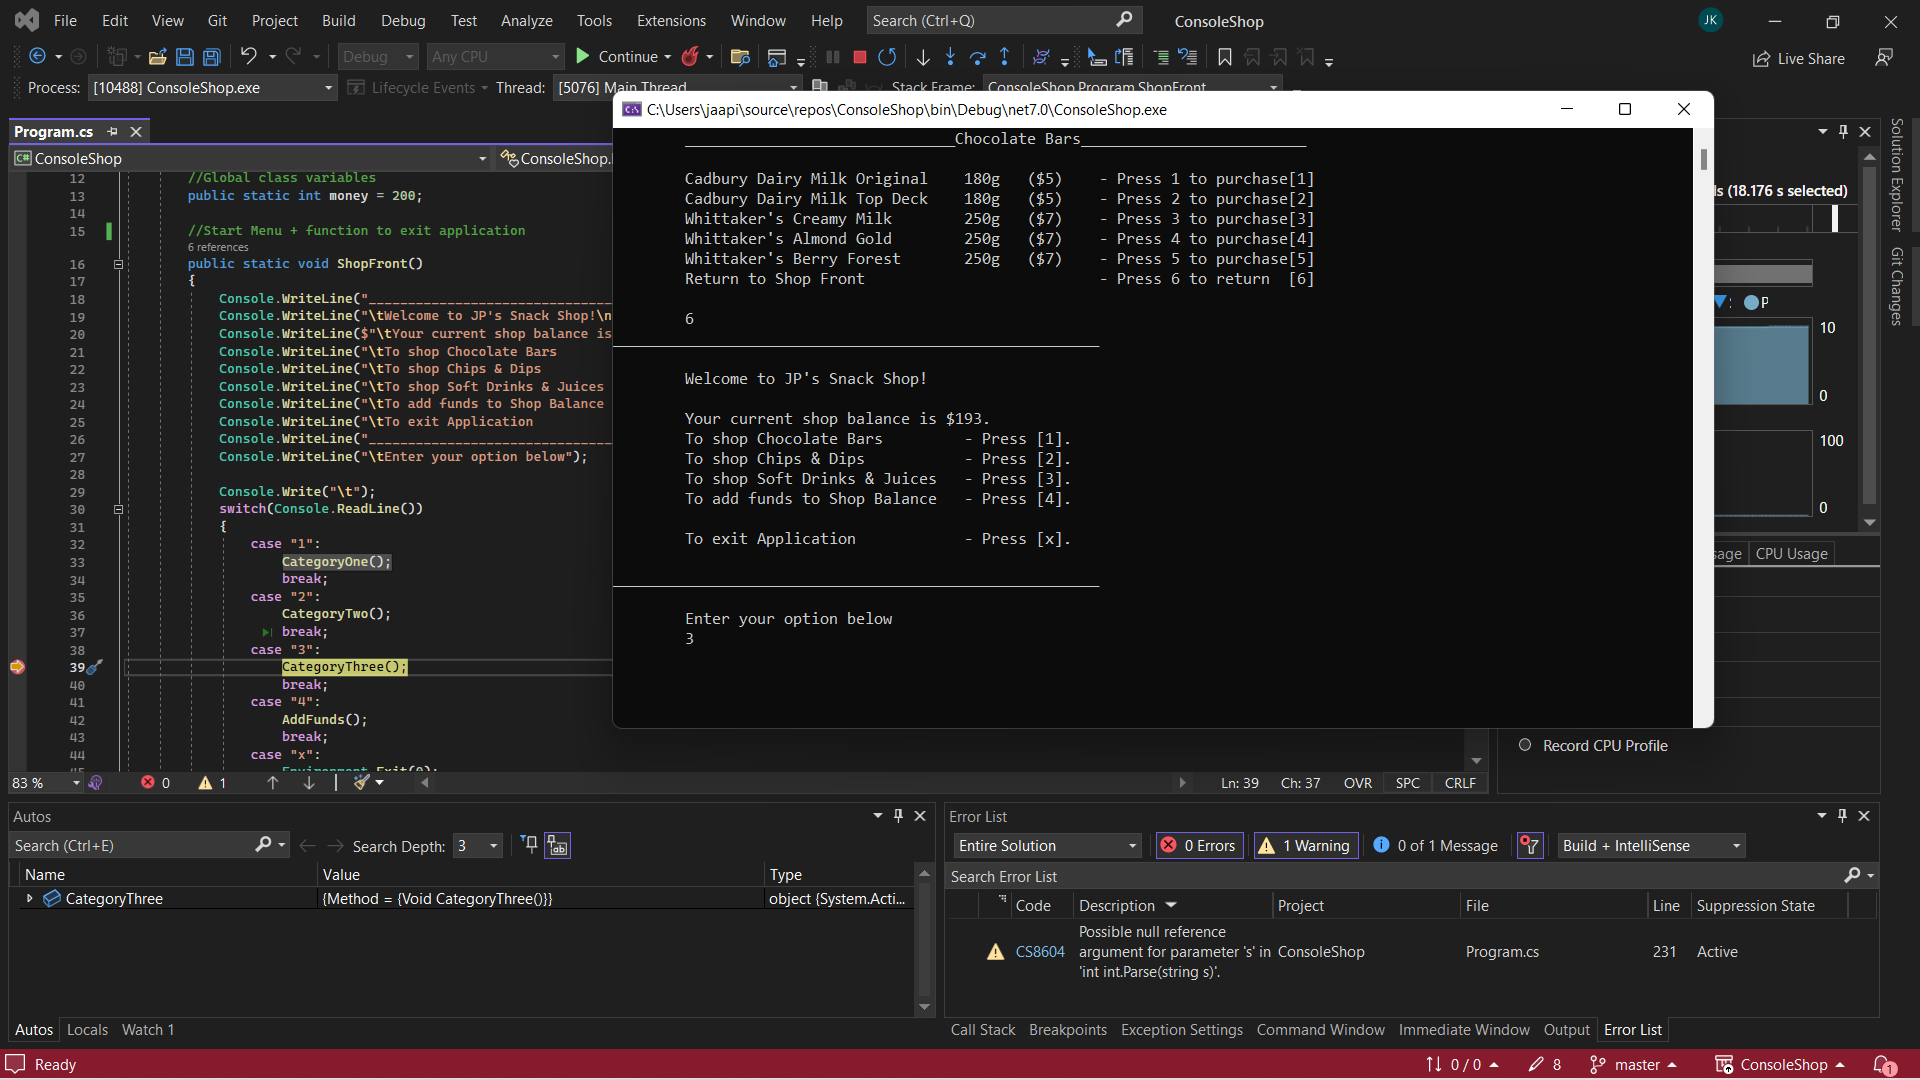 File Edit View Git Project Build Debug Test Analyze Tools Extensions Window Help Search (Ctrl+Q) ConsoleShop JK
Debug Any CPU Continue Live Share
Process: [10488] ConsoleShop.exe Lifecycle Events Thread: [5076] Main Thread Stack Frame: ConsoleShop.Program.ShopFront
Program.cs
ConsoleShop ConsoleShop.
12 //Global class variables
13 public static int money = 200;
14
15 //Start Menu + function to exit application
6 references
16 public static void ShopFront()
17 {
18 Console.WriteLine("_______________________________
19 Console.WriteLine("\tWelcome to JP's Snack Shop!\n
20 Console.WriteLine($"\tYour current shop balance is
21 Console.WriteLine("\tTo shop Chocolate Bars
22 Console.WriteLine("\tTo shop Chips & Dips
23 Console.WriteLine("\tTo shop Soft Drinks & Juices
24 Console.WriteLine("\tTo add funds to Shop Balance
25 Console.WriteLine("\tTo exit Application
26 Console.WriteLine("_______________________________
27 Console.WriteLine("\tEnter your option below");
28
29 Console.Write("\t");
30 switch(Console.ReadLine())
31 {
32 case "1":
33 CategoryOne();
34 break;
35 case "2":
36 CategoryTwo();
37 break;
38 case "3":
39 CategoryThree();
40 break;
41 case "4":
42 AddFunds();
43 break;
44 case "x":
83 % 0 1 Ln: 39 Ch: 37 OVR SPC CRLF
C:\Users\jaapi\source\repos\ConsoleShop\bin\Debug\net7.0\ConsoleShop.exe
______________________________Chocolate Bars_________________________
Cadbury Dairy Milk Original 180g ($5) - Press 1 to purchase[1]
Cadbury Dairy Milk Top Deck 180g ($5) - Press 2 to purchase[2]
Whittaker's Creamy Milk 250g ($7) - Press 3 to purchase[3]
Whittaker's Almond Gold 250g ($7) - Press 4 to purchase[4]
Whittaker's Berry Forest 250g ($7) - Press 5 to purchase[5]
Return to Shop Front - Press 6 to return [6]
6
______________________________________________________
Welcome to JP's Snack Shop!
Your current shop balance is $193.
To shop Chocolate Bars - Press [1].
To shop Chips & Dips - Press [2].
To shop Soft Drinks & Juices - Press [3].
To add funds to Shop Balance - Press [4].
To exit Application - Press [x].
______________________________________________________
Enter your option below
3
(18.176 s selected)
P
10
0
100
0
CPU Usage
Record CPU Profile
Solution Explorer
Git Changes
Autos
Search (Ctrl+E) Search Depth: 3
Name Value Type
CategoryThree {Method = {Void CategoryThree()}} object {System.Acti...
Autos Locals Watch 1
Error List
Entire Solution 0 Errors 1 Warning 0 of 1 Message Build + IntelliSense
Search Error List
Code Description Project File Line Suppression State
CS8604 Possible null reference argument for parameter 's' in 'int int.Parse(string s)'. ConsoleShop Program.cs 231 Active
Call Stack Breakpoints Exception Settings Command Window Immediate Window Output Error List
Ready 0 / 0 8 master ConsoleShop 1